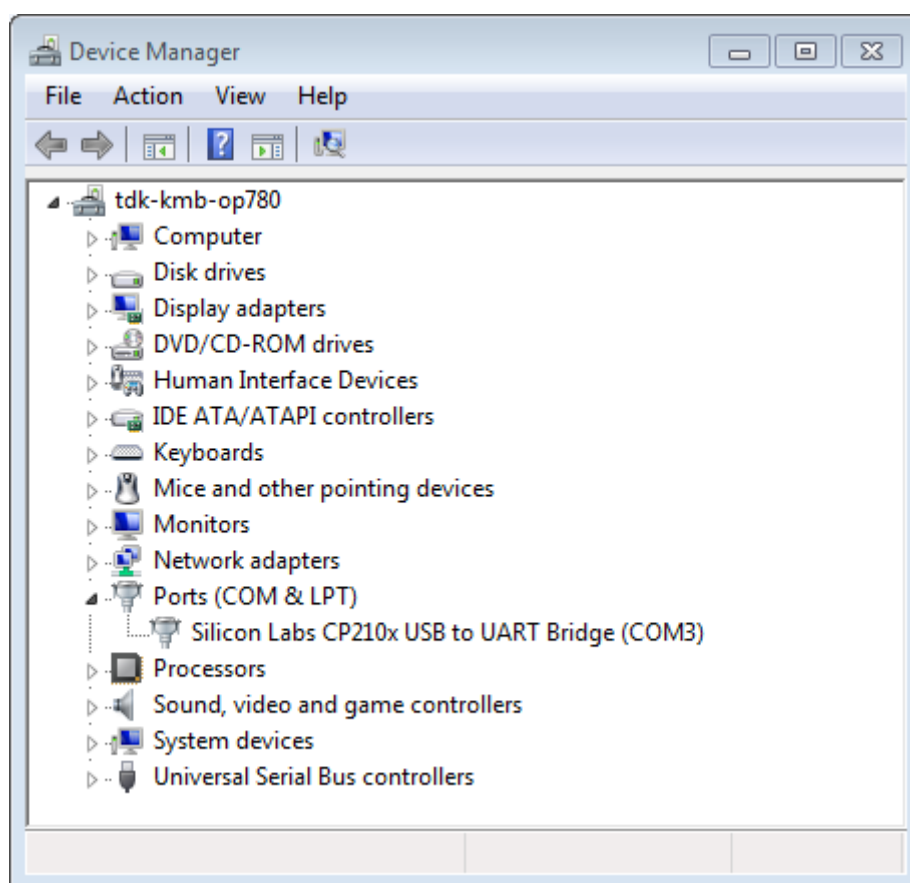 Device Manager
File Action View Help
?
tdk-kmb-op780
Computer
Disk drives
Display adapters
DVD/CD-ROM drives
Human Interface Devices
IDE ATA/ATAPI controllers
Keyboards
Mice and other pointing devices
Monitors
Network adapters
Ports (COM & LPT)
Silicon Labs CP210x USB to UART Bridge (COM3)
Processors
Sound, video and game controllers
System devices
Universal Serial Bus controllers